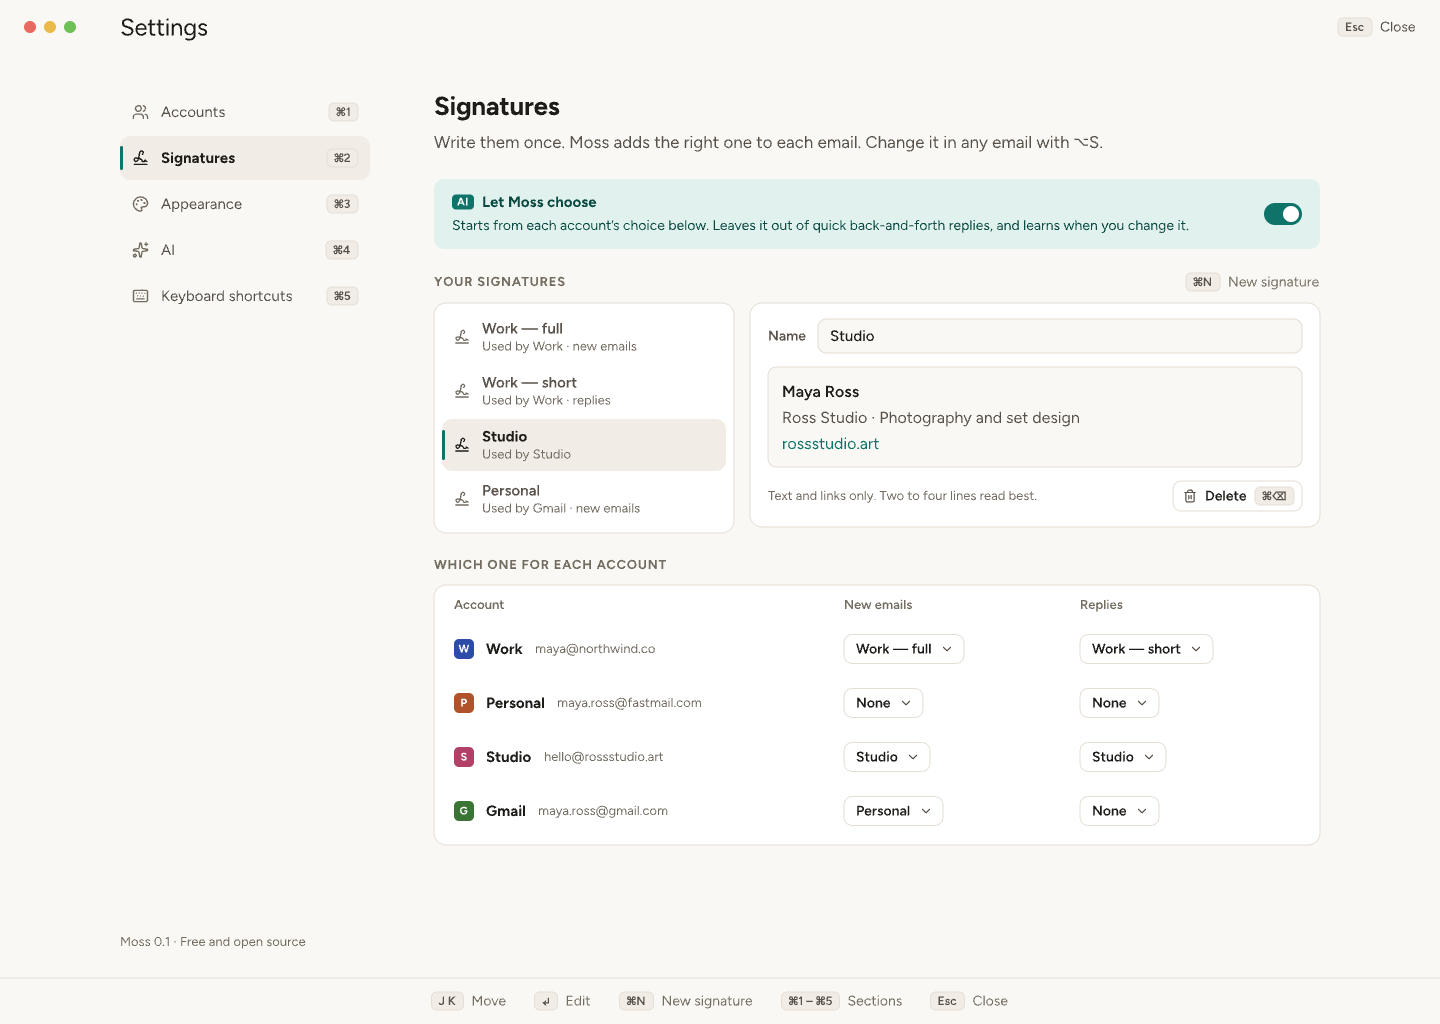 Settings
Esc Close
Accounts ⌘1
Signatures ⌘2
Appearance ⌘3
AI ⌘4
Keyboard shortcuts ⌘5
Signatures
Write them once. Moss adds the right one to each email. Change it in any email with ⌥S.
AI Let Moss choose
Starts from each account's choice below. Leaves it out of quick back-and-forth replies, and learns when you change it.
YOUR SIGNATURES
⌘N New signature
Work — full
Used by Work · new emails
Work — short
Used by Work · replies
Studio
Used by Studio
Personal
Used by Gmail · new emails
Name Studio
Maya Ross
Ross Studio · Photography and set design
rossstudio.art
Text and links only. Two to four lines read best.
Delete ⌘⌫
WHICH ONE FOR EACH ACCOUNT
Account New emails Replies
W Work maya@northwind.co Work — full Work — short
P Personal maya.ross@fastmail.com None None
S Studio hello@rossstudio.art Studio Studio
G Gmail maya.ross@gmail.com Personal None
Moss 0.1 · Free and open source
J K Move ↲ Edit ⌘N New signature ⌘1 – ⌘5 Sections Esc Close